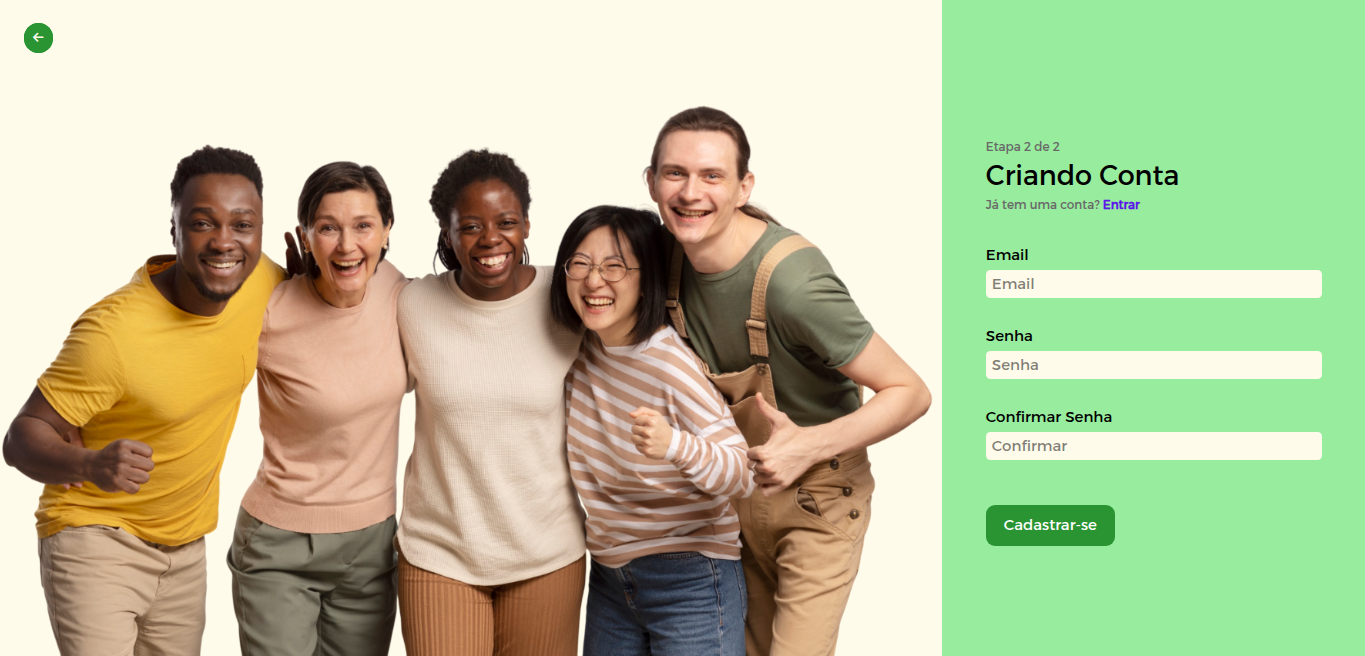 Etapa 2 de 2
Criando Conta
Já tem uma conta? Entrar
Email
Email
Senha
Senha
Confirmar Senha
Confirmar
Cadastrar-se